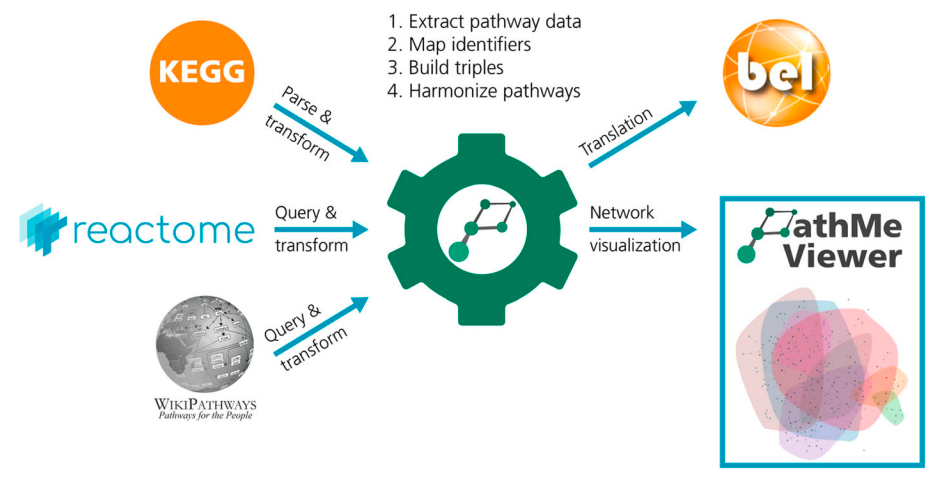 1. Extract pathway data
2. Map identifiers
3. Build triples
4. Harmonize pathways
KEGG
bel
Parse &
transform
Translation
reactome
Query &
transform
Network
visualization
PathMe
Viewer
Query &
transform
WIKIPATHWAYS
Pathways for the People